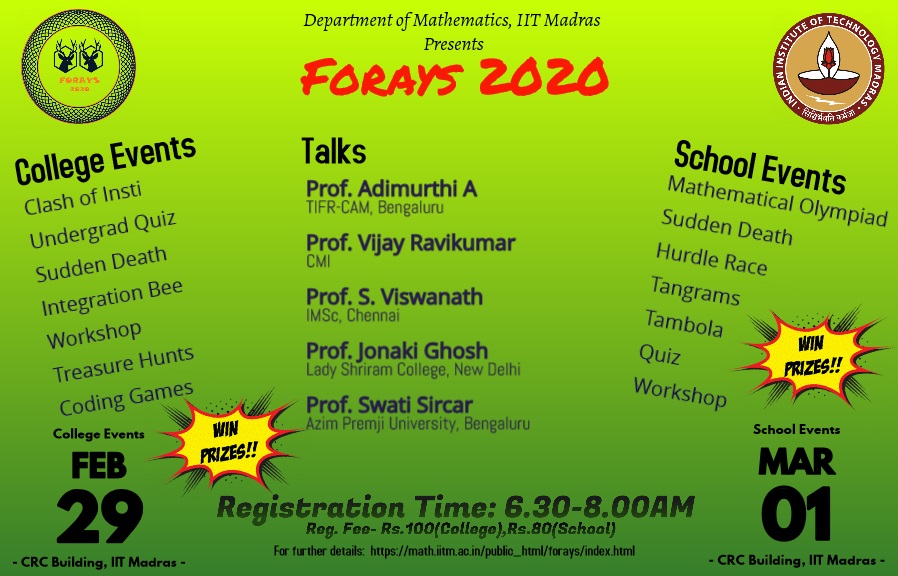 Department of Mathematics, IIT Madras
Presents
FORAYS 2020
FORAYS
2020
INDIAN INSTITUTE OF TECHNOLOGY MADRAS
सिद्धिर्भवति कर्मजा
College Events
Clash of Insti
Undergrad Quiz
Sudden Death
Integration Bee
Workshop
Treasure Hunts
Coding Games
WIN
PRIZES!!
College Events
FEB
29
- CRC Building, IIT Madras -
Talks
Prof. Adimurthi A
TIFR-CAM, Bengaluru
Prof. Vijay Ravikumar
CMI
Prof. S. Viswanath
IMSc, Chennai
Prof. Jonaki Ghosh
Lady Shriram College, New Delhi
Prof. Swati Sircar
Azim Premji University, Bengaluru
School Events
Mathematical Olympiad
Sudden Death
Hurdle Race
Tangrams
Tambola
Quiz
Workshop
WIN
PRIZES!!
School Events
MAR
01
- CRC Building, IIT Madras -
Registration Time: 6.30-8.00AM
Reg. Fee- Rs.100(College),Rs.80(School)
For further details: https://math.iitm.ac.in/public_html/forays/index.html